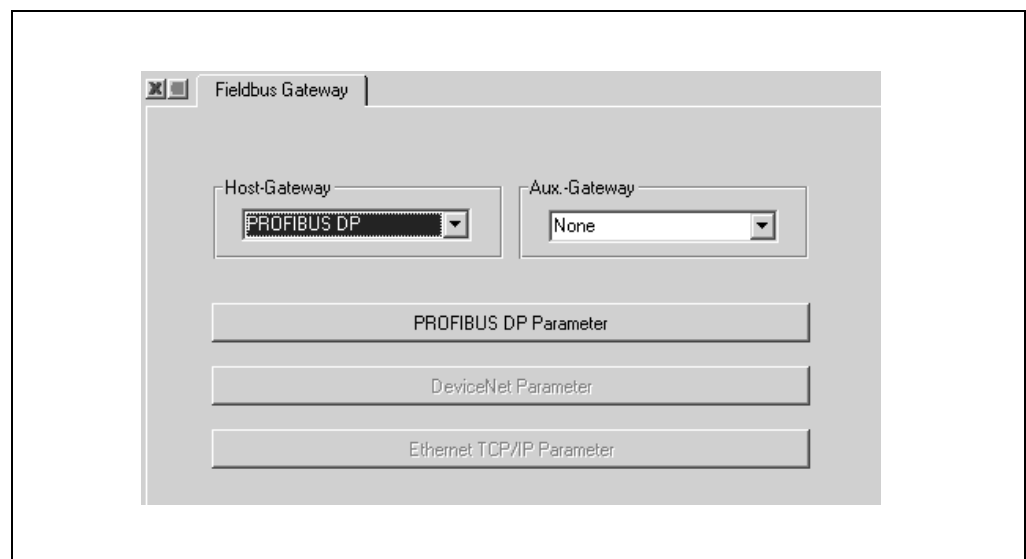 Fieldbus Gateway
Host-Gateway
Aux.-Gateway
PROFIBUS DP
None
PROFIBUS DP Parameter
DeviceNet Parameter
Ethernet TCP/IP Parameter